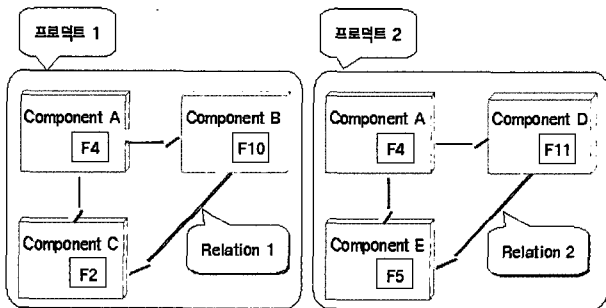 프로덕트 1
Component A
F4
Component B
F10
Component C
F2
Relation 1
프로덕트 2
Component A
F4
Component D
F11
Component E
F5
Relation 2